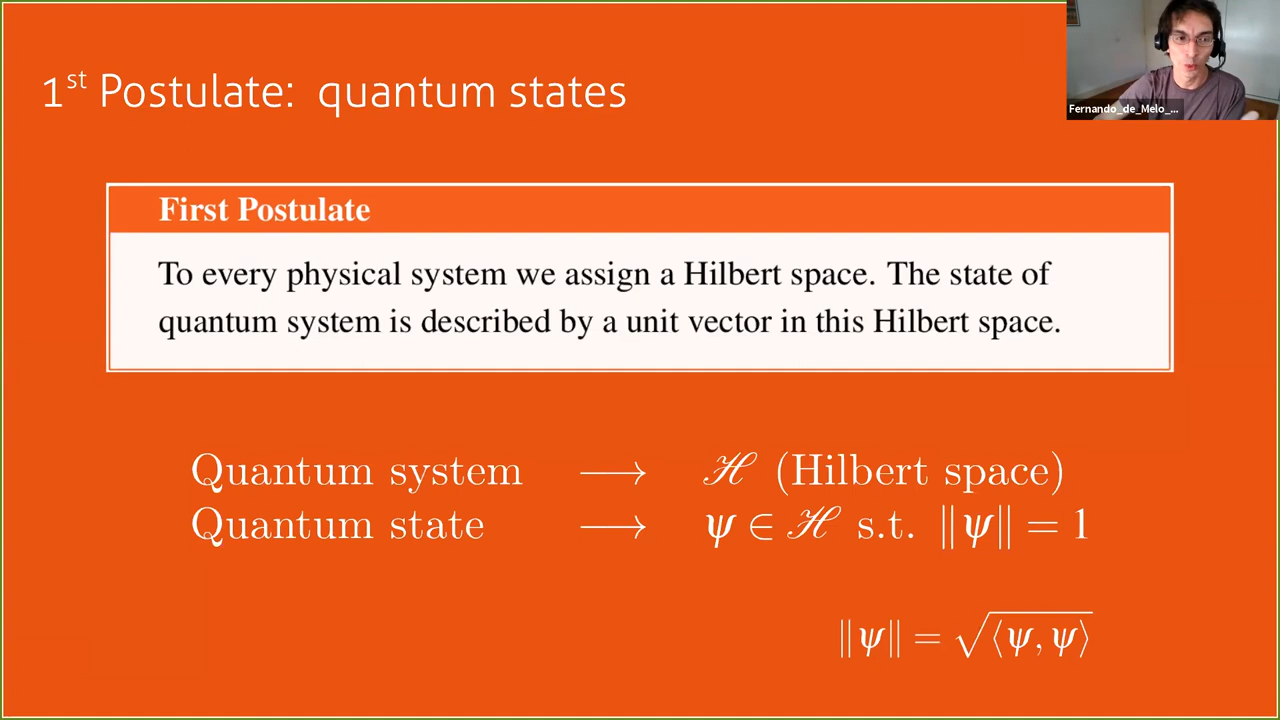 1st Postulate: quantum states
Fernando_de_Melo_...
First Postulate
To every physical system we assign a Hilbert space. The state of
quantum system is described by a unit vector in this Hilbert space.
Quantum system ⟶ ℋ (Hilbert space)
Quantum state ⟶ ψ ∈ ℋ s.t. ‖ψ‖ = 1
‖ψ‖ = √⟨ψ, ψ⟩